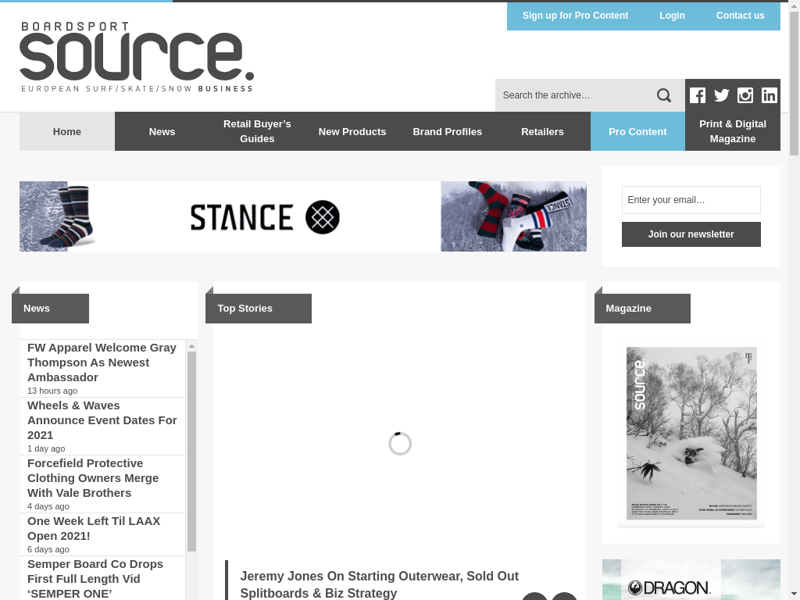 Sign up for Pro Content
Login
Contact us
BOARDSPORT
source.
EUROPEAN SURF/SKATE/SNOW BUSINESS
Search the archive…
Home
News
Retail Buyer’s
Guides
New Products
Brand Profiles
Retailers
Pro Content
Print & Digital
Magazine
STANCE
STANCE
Enter your email…
Join our newsletter
News
FW Apparel Welcome Gray
Thompson As Newest
Ambassador
13 hours ago
Wheels & Waves
Announce Event Dates For
2021
1 day ago
Forcefield Protective
Clothing Owners Merge
With Vale Brothers
4 days ago
One Week Left Til LAAX
Open 2021!
6 days ago
Semper Board Co Drops
First Full Length Vid
‘SEMPER ONE’
Top Stories
Jeremy Jones On Starting Outerwear, Sold Out
Splitboards & Biz Strategy
Magazine
source.
DRAGON.